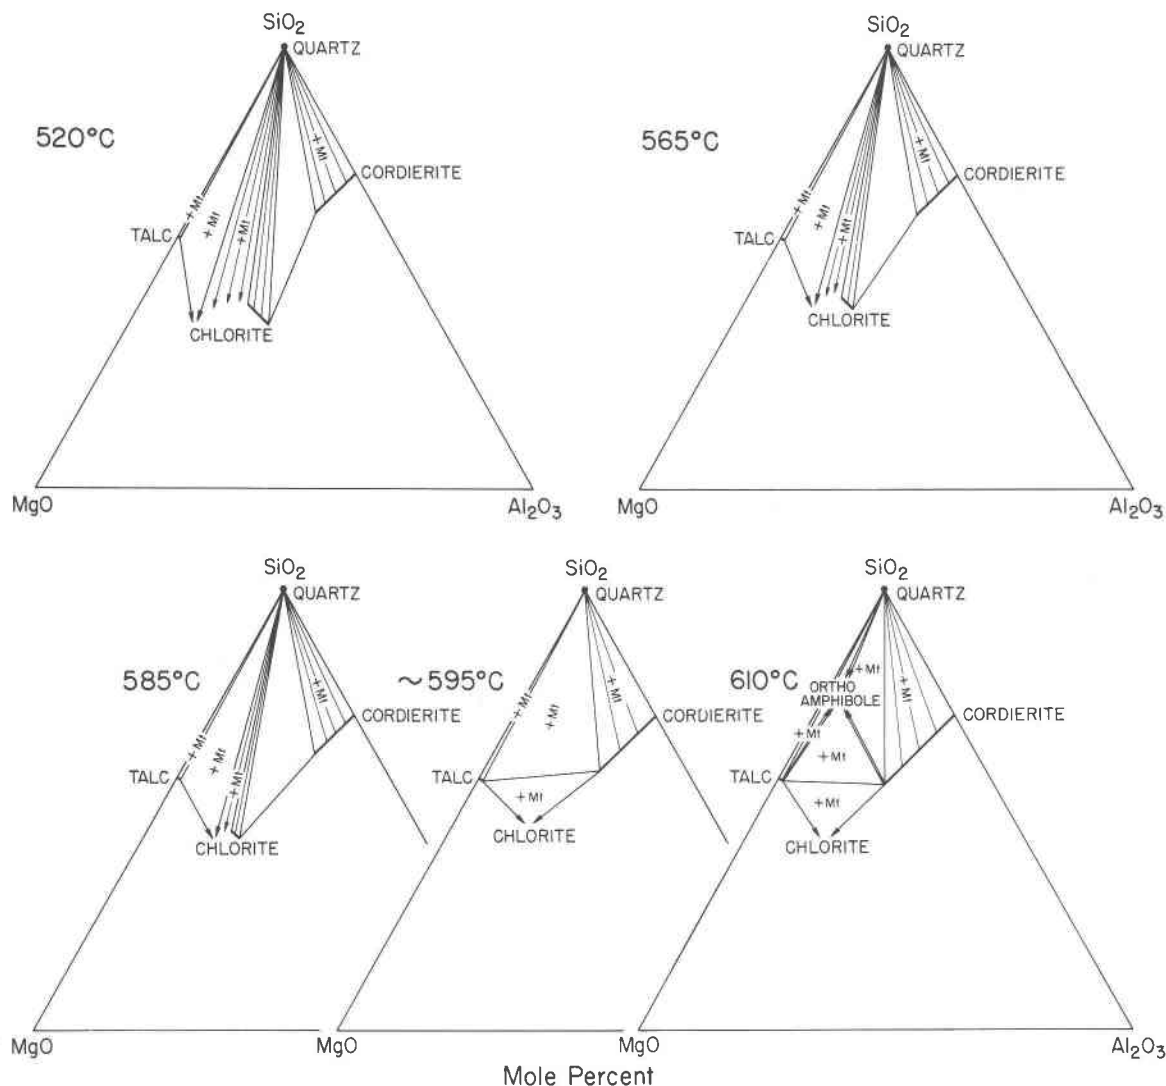 SiO₂
QUARTZ
520°C
+Mt
CORDIERITE
+Mt
+Mt
+Mt
TALC
CHLORITE
MgO
Al₂O₃
SiO₂
QUARTZ
565°C
+Mt
CORDIERITE
+Mt
+Mt
+Mt
TALC
CHLORITE
MgO
Al₂O₃
SiO₂
QUARTZ
585°C
+Mt
CORDIERITE
+Mt
+Mt
+Mt
TALC
CHLORITE
MgO
SiO₂
QUARTZ
~595°C
+Mt
CORDIERITE
+Mt
+Mt
TALC
+Mt
CHLORITE
MgO
SiO₂
QUARTZ
610°C
+Mt
+Mt
ORTHO
AMPHIBOLE
CORDIERITE
+Mt
+Mt
TALC
+Mt
CHLORITE
MgO
Al₂O₃
Mole Percent